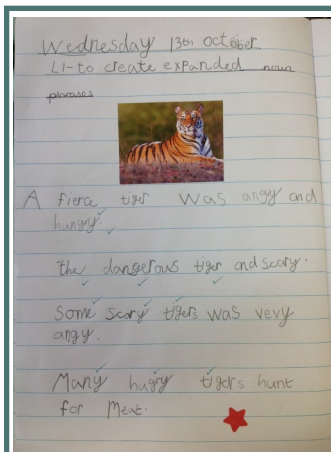 Wednesday 13th October
LI-to create expanded noun
phrases
A fierce tiger was angry and
hungry.
the dangerous tiger and scary.
Some scary tigers was very
angy.
Many hugry tigers hunt
for Meat.